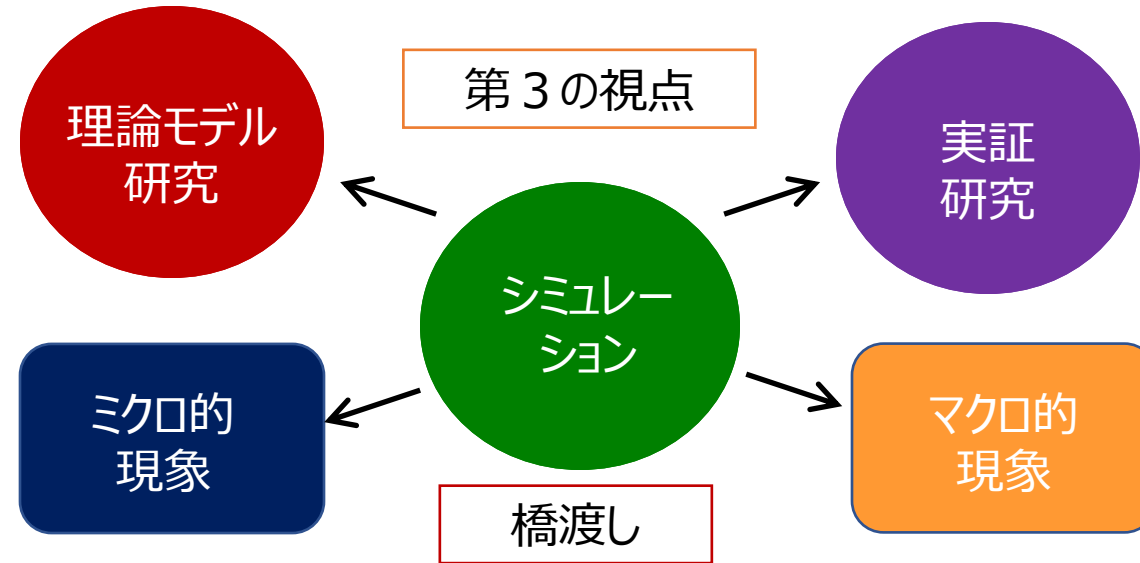 理論モデル
研究
第３の視点
実証
研究
シミュレー
ション
ミクロ的
現象
マクロ的
現象
橋渡し